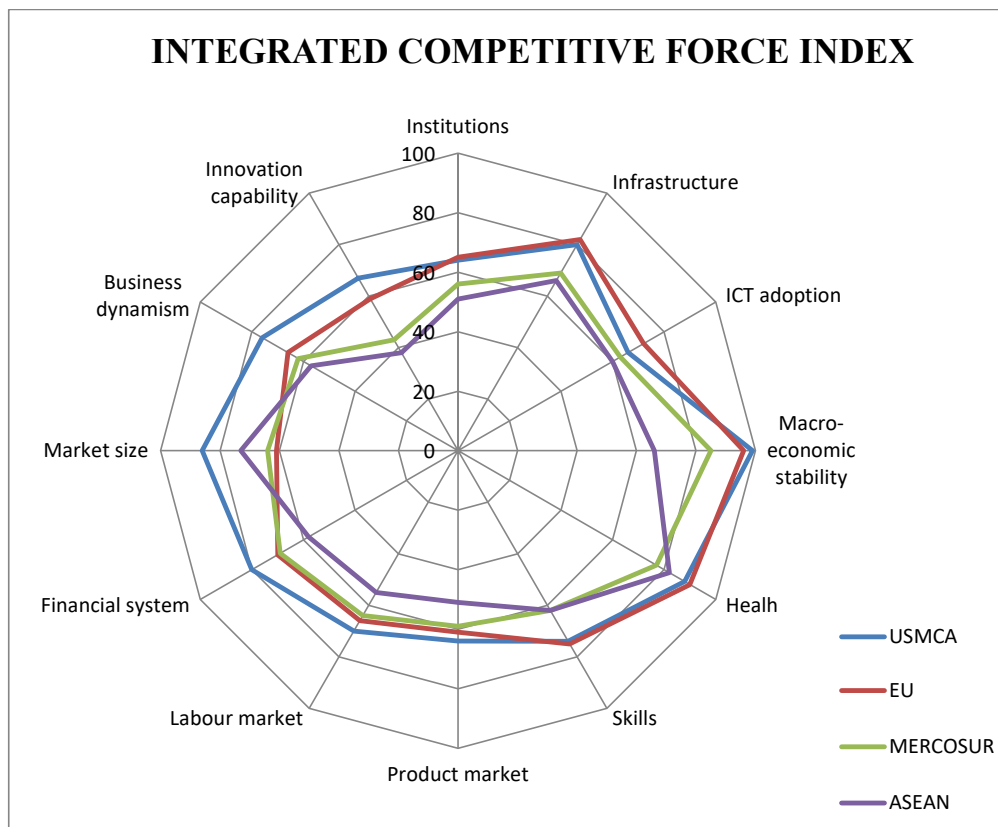 INTEGRATED COMPETITIVE FORCE INDEX
Institutions
100
Innovation
capability
Infrastructure
80
Business
dynamism
60
ICT adoption
40
20
Market size
0
Macro-
economic
stability
Financial system
Healh
Labour market
Skills
Product market
USMCA
EU
MERCOSUR
ASEAN